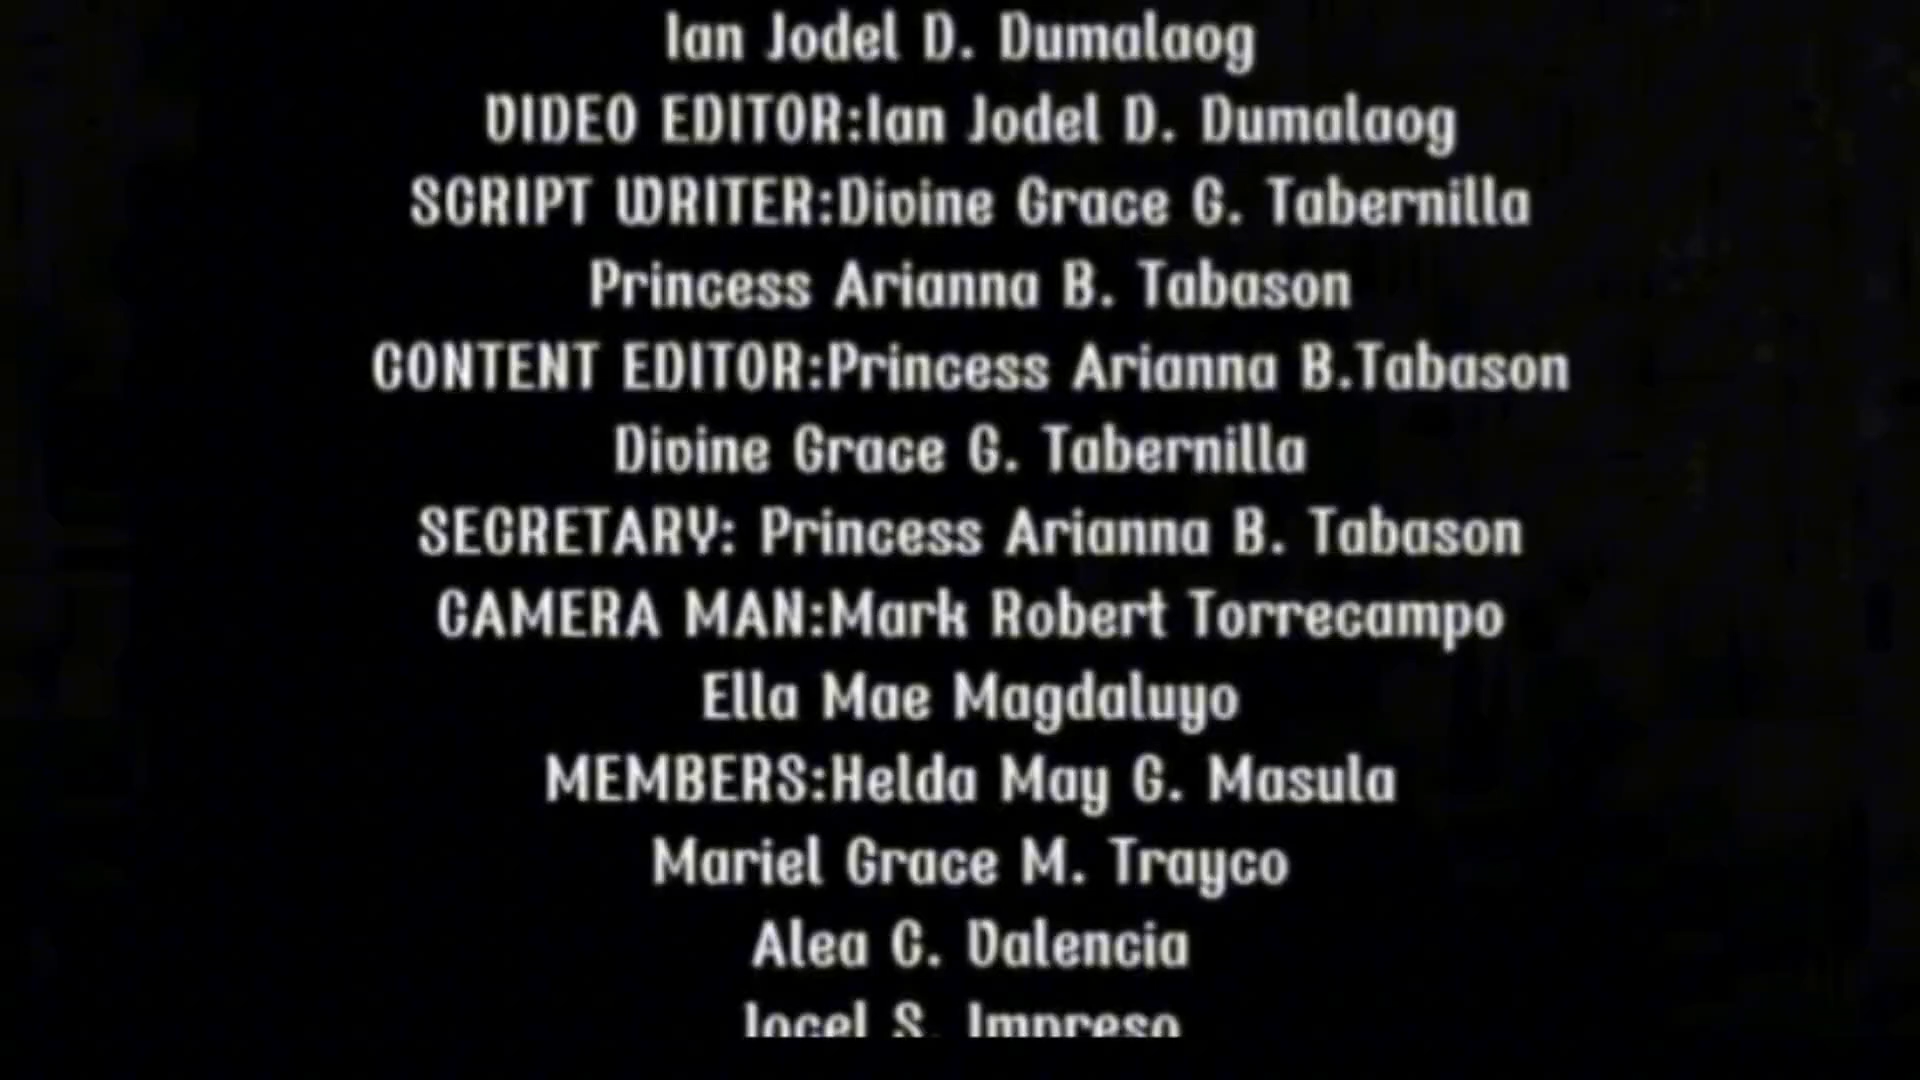 Ian Jodel D. Dumalaog
VIDEO EDITOR:Ian Jodel D. Dumalaog
SCRIPT WRITER:Divine Grace G. Tabernilla
Princess Arianna B. Tabason
CONTENT EDITOR:Princess Arianna B.Tabason
Divine Grace G. Tabernilla
SECRETARY: Princess Arianna B. Tabason
CAMERA MAN:Mark Robert Torrecampo
Ella Mae Magdaluyo
MEMBERS:Helda May G. Masula
Mariel Grace M. Trayco
Alea C. Valencia
Jocel S. Impreso